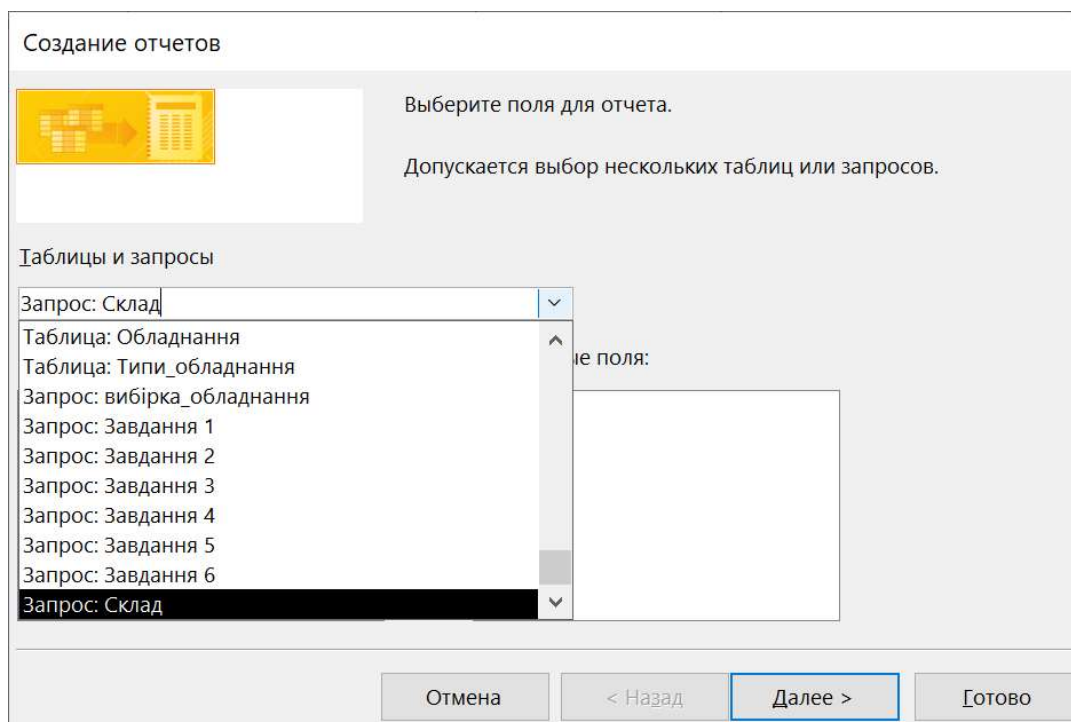 Создание отчетов
Выберите поля для отчета.
Допускается выбор нескольких таблиц или запросов.
Таблицы и запросы
Запрос: Склад
Таблица: Обладнання
Таблица: Типи_обладнання
Запрос: вибірка_обладнання
Запрос: Завдання 1
Запрос: Завдання 2
Запрос: Завдання 3
Запрос: Завдання 4
Запрос: Завдання 5
Запрос: Завдання 6
Запрос: Склад
ые поля:
Отмена
< Назад
Далее >
Готово